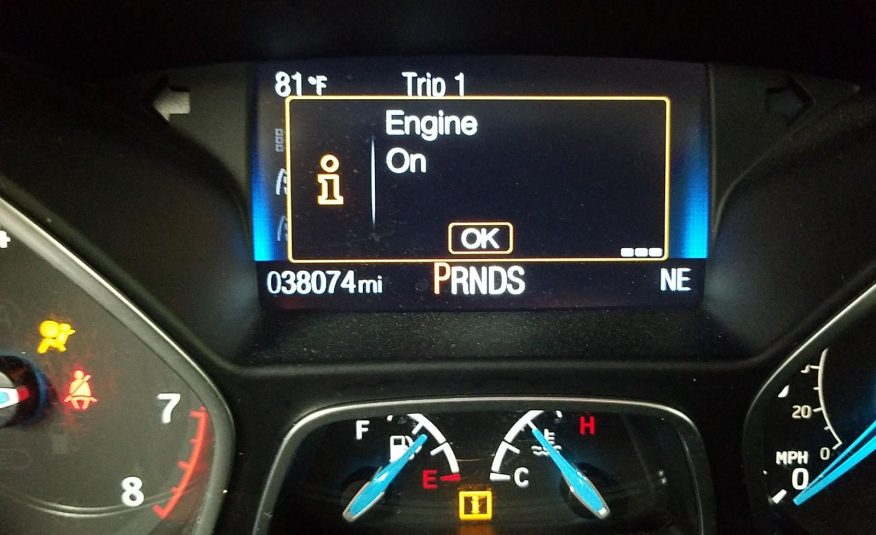 81°F Trip 1
Engine
On
OK
038074mi PRNDS NE
7
8
F E
C H
20
0
MPH
0